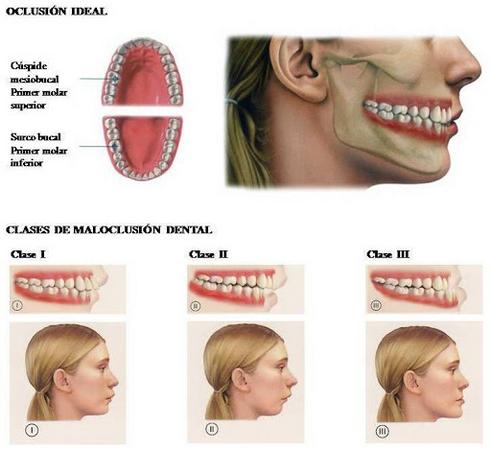 OCLUSIÓN IDEAL
Cúspide
mesiobucal
Primer molar
superior
Surco bucal
Primer molar
inferior
CLASES DE MALOCLUSIÓN DENTAL
Clase I
Clase II
Clase III
I
II
III
I
II
III